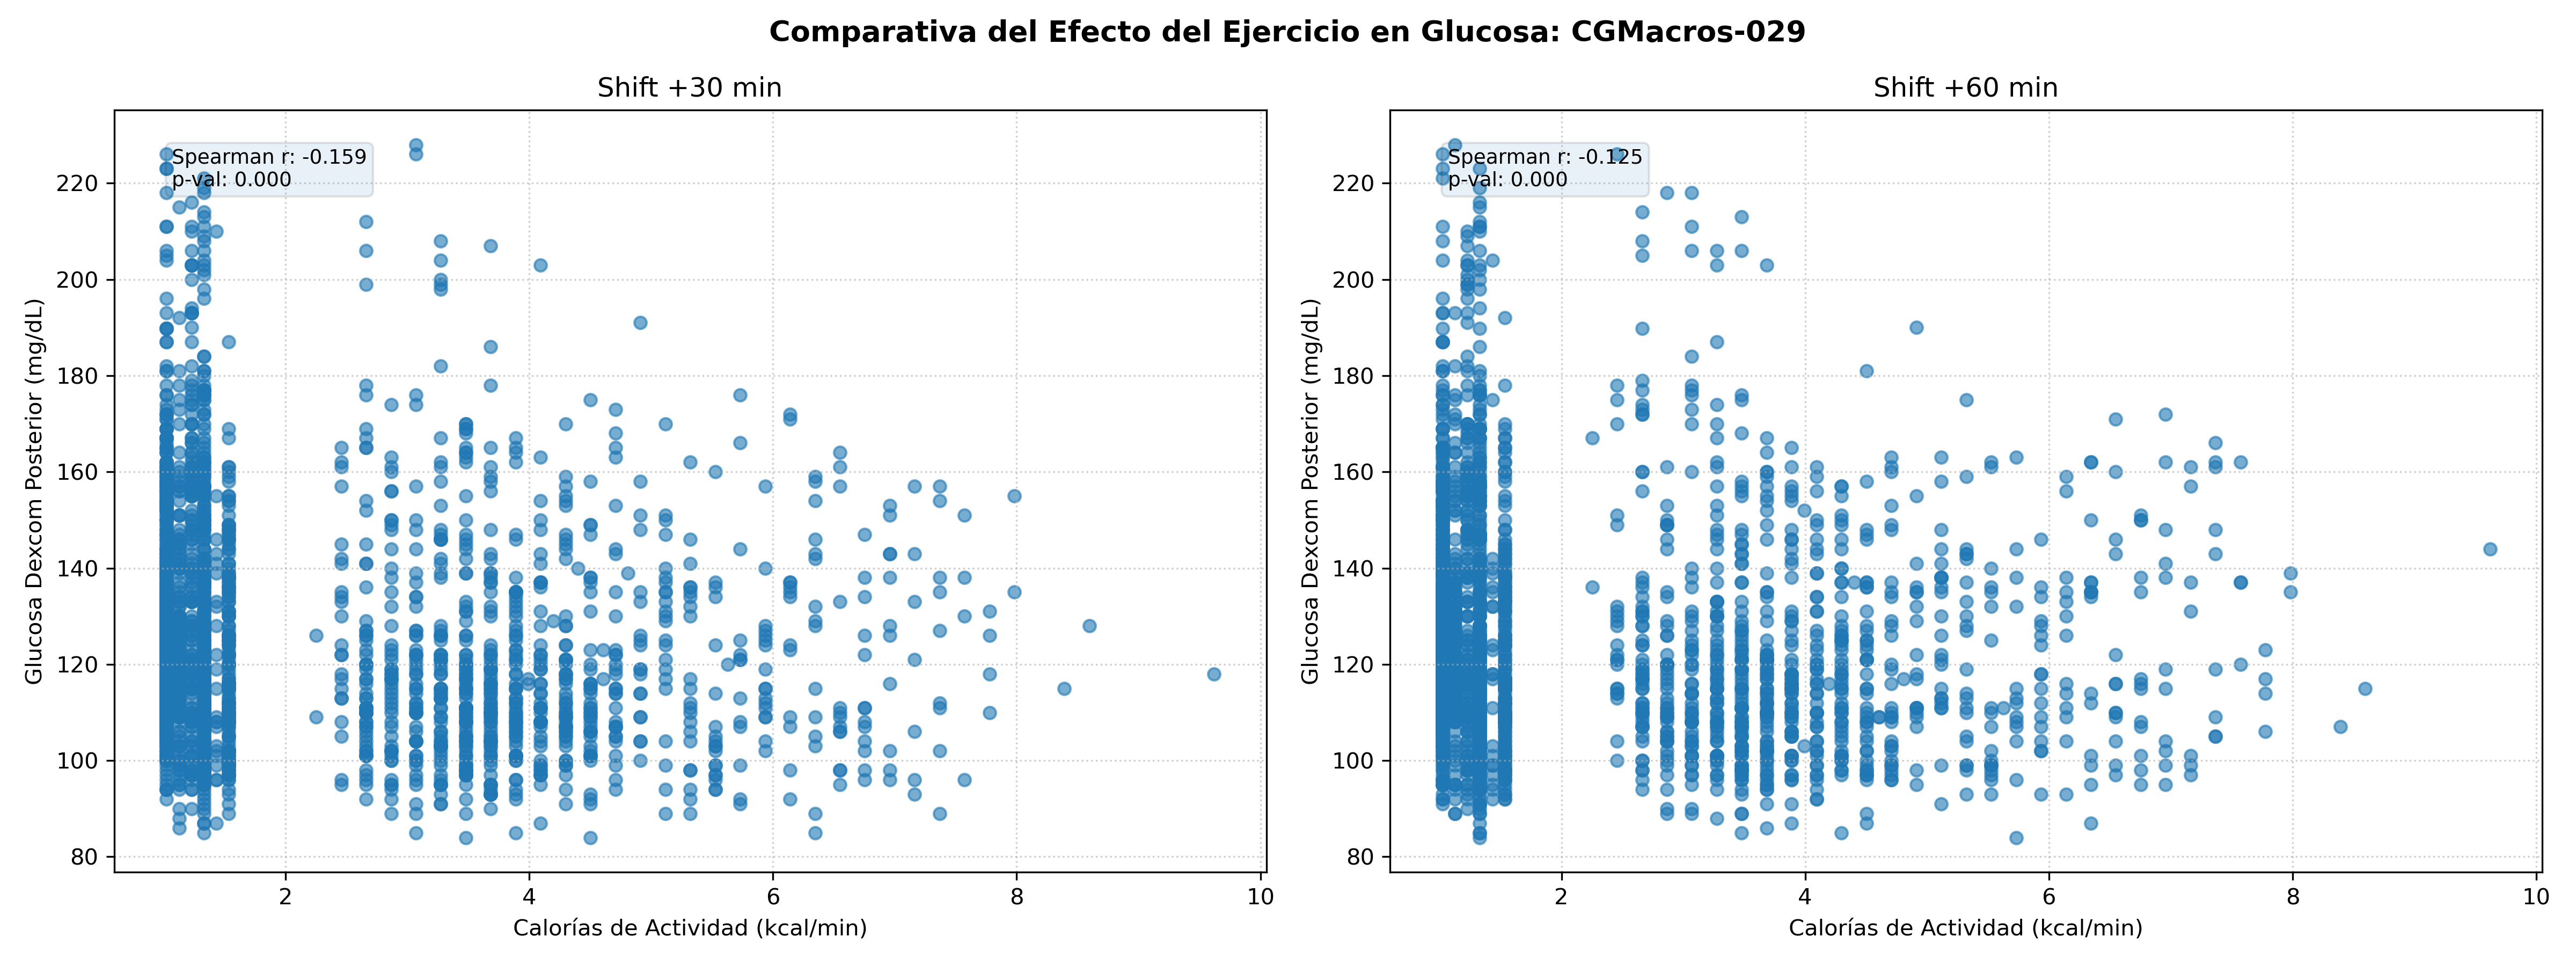 Comparativa del Efecto del Ejercicio en Glucosa: CGMacros-029
Shift +30 min
Spearman r: -0.159
p-val: 0.000
220
200
180
160
140
120
100
80
Glucosa Dexcom Posterior (mg/dL)
2 4 6 8 10
Calorías de Actividad (kcal/min)
Shift +60 min
Spearman r: -0.125
p-val: 0.000
220
200
180
160
140
120
100
80
Glucosa Dexcom Posterior (mg/dL)
2 4 6 8 10
Calorías de Actividad (kcal/min)